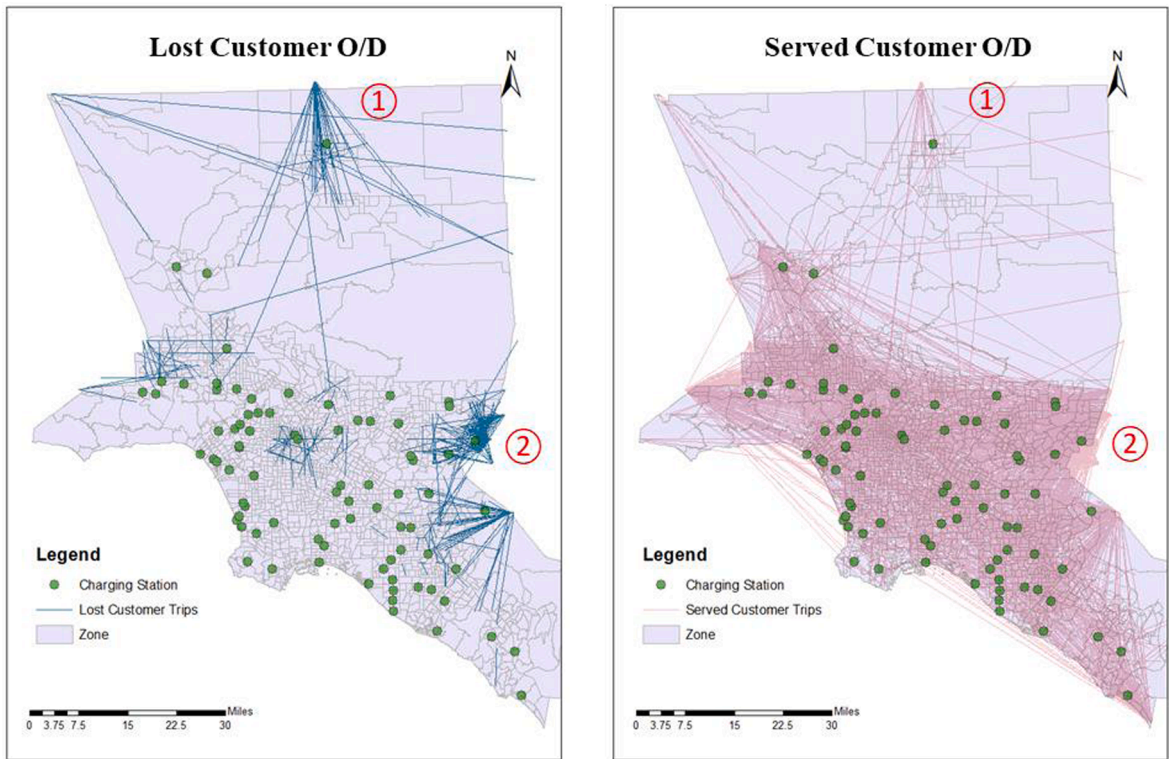 Lost Customer O/D
N
①
②
Legend
Charging Station
Lost Customer Trips
Zone
Miles
0 3.75 7.5 15 22.5 30
Served Customer O/D
N
①
②
Legend
Charging Station
Served Customer Trips
Zone
Miles
0 3.75 7.5 15 22.5 30